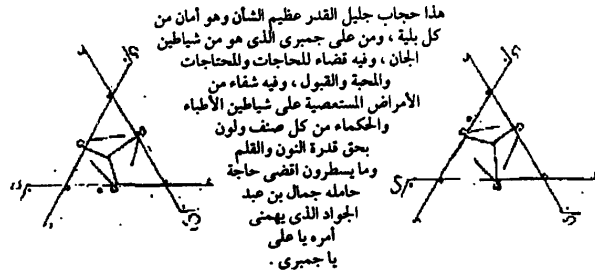 هذا حجاب جليل القدر عظيم الشأن وهو أمان من
كل بلية ، ومن على جمبرى الذى هو من شياطين
الجان ، وفيه قضاء للحاجات وللمحتاجات
والمحبة والقبول ، وفيه شفاء من
الأمراض المستعصية على شياطين الأطباء
والحكماء من كل صنف ولون
بحق قدرة النون والقلم
وما يسطرون اقضى حاجة
حامله جمال بن عبد
الجواد الذى يهمنى
أمره يا على
يا جمبرى .